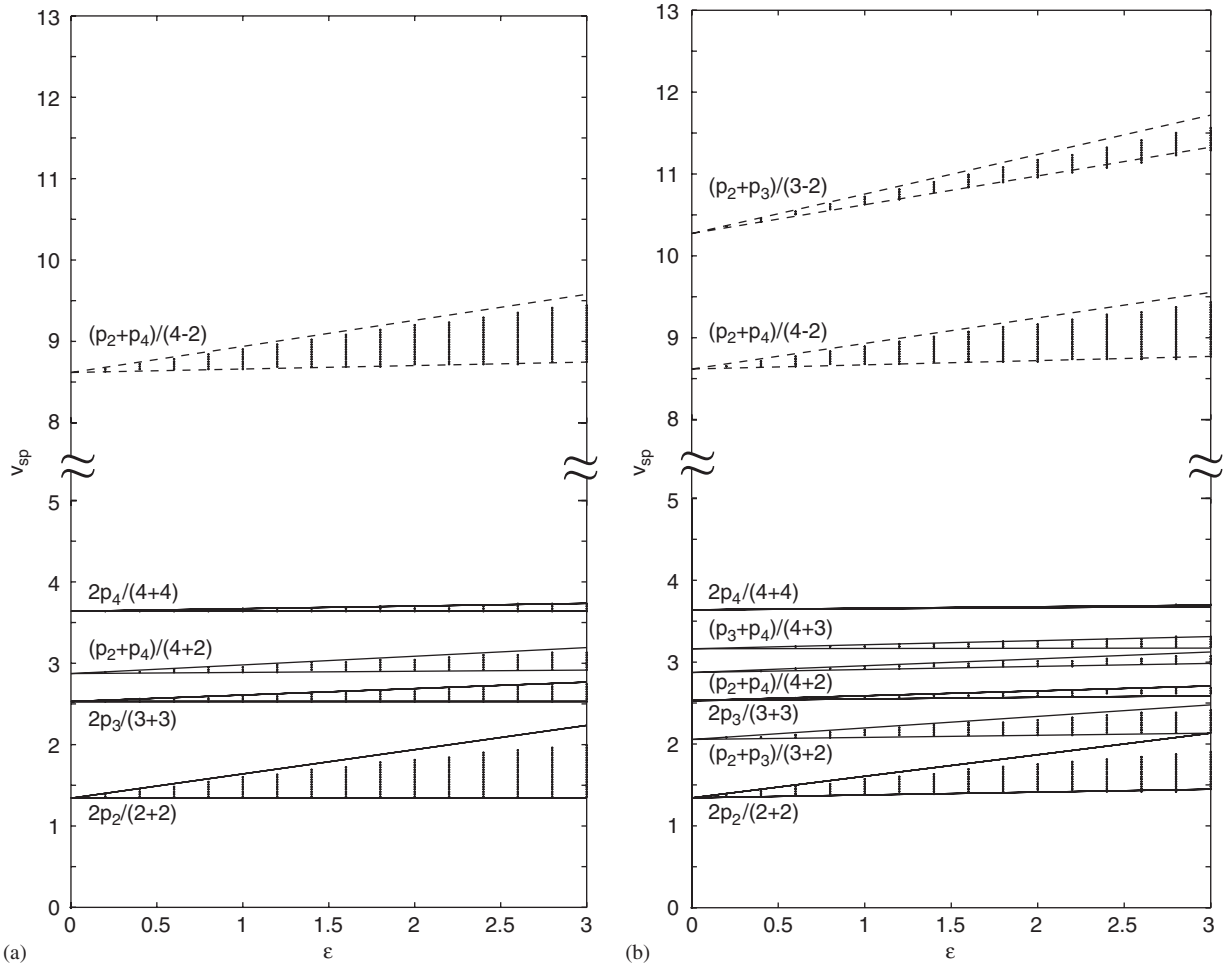 13
12
11
10
9
8
5
4
3
2
1
0
v_sp
(p₂+p₄)/(4-2)
2p₄/(4+4)
(p₂+p₄)/(4+2)
2p₃/(3+3)
2p₂/(2+2)
0 0.5 1 1.5 2 2.5 3
(a) ε
13
12
11
10
9
8
5
4
3
2
1
0
v_sp
(p₂+p₃)/(3-2)
(p₂+p₄)/(4-2)
2p₄/(4+4)
(p₃+p₄)/(4+3)
(p₂+p₄)/(4+2)
2p₃/(3+3)
(p₂+p₃)/(3+2)
2p₂/(2+2)
0 0.5 1 1.5 2 2.5 3
(b) ε